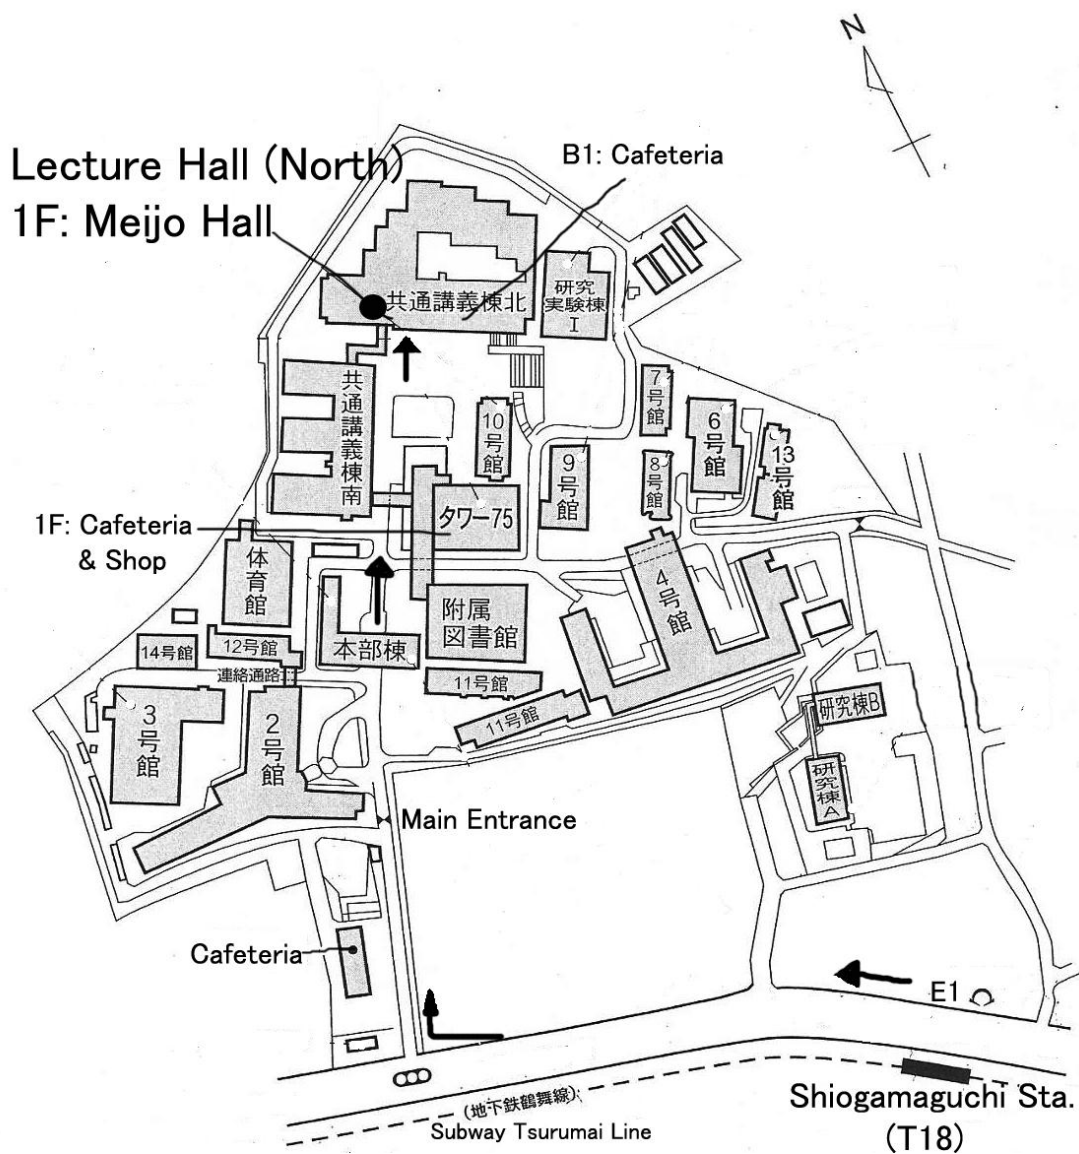 N
Lecture Hall (North)
1F: Meijo Hall
B1: Cafeteria
共通講義棟北
研究
実験棟
I
共通講義棟南
10号館
7号館
6号館
13号館
9号館
8号館
1F: Cafeteria
& Shop
タワー75
体育館
4号館
附属
図書館
本部棟
14号館
12号館
連絡通路
11号館
11号館
研究棟B
研究棟A
3号館
2号館
Main Entrance
Cafeteria
E1
(地下鉄鶴舞線)
Subway Tsurumai Line
Shiogamaguchi Sta.
(T18)